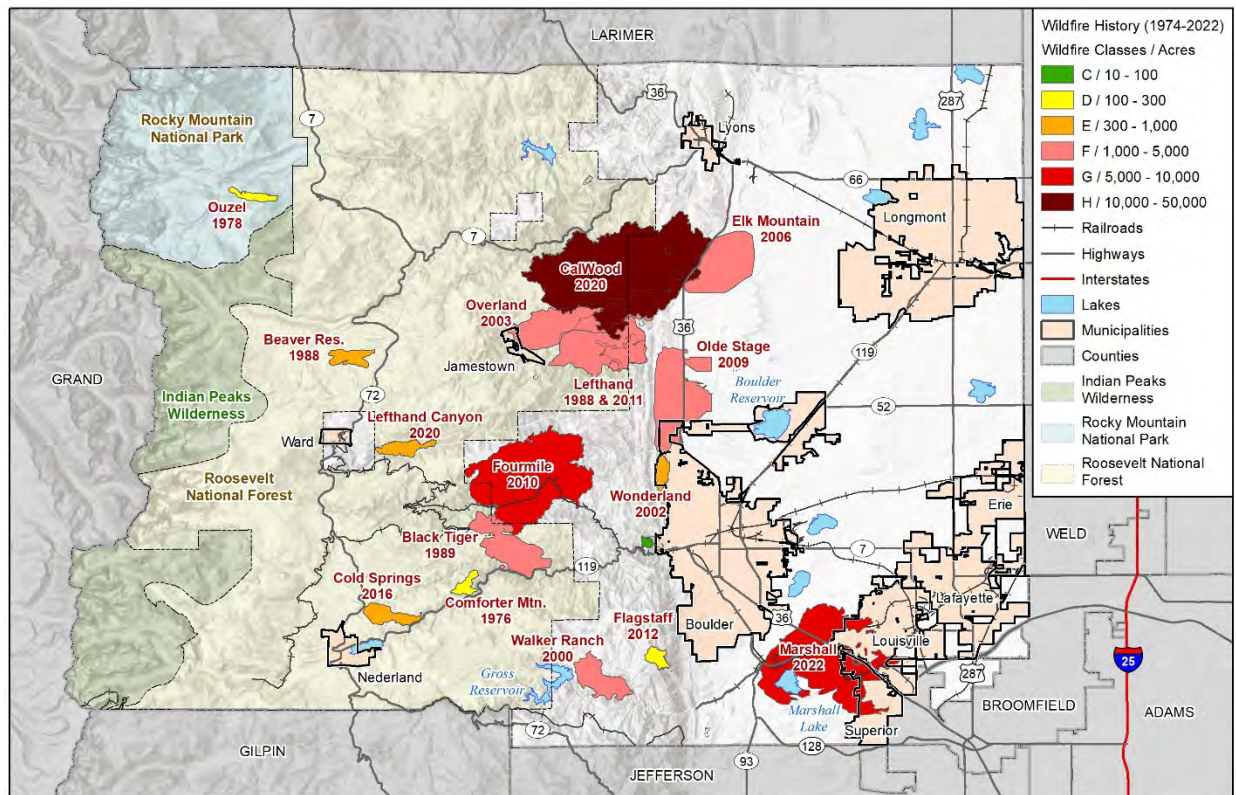 LARIMER
Wildfire History (1974-2022)
Wildfire Classes / Acres
C / 10 - 100
D / 100 - 300
E / 300 - 1,000
F / 1,000 - 5,000
G / 5,000 - 10,000
H / 10,000 - 50,000
Railroads
Highways
Interstates
Lakes
Municipalities
Counties
Indian Peaks
Wilderness
Rocky Mountain
National Park
Roosevelt National
Forest
Rocky Mountain
National Park
7
36
287
Lyons
66
Ouzel
1978
Longmont
7
Elk Mountain
2006
CalWood
2020
Overland
2003
36
Beaver Res.
1988
Jamestown
Olde Stage
2009
119
GRAND
Lefthand
1988 & 2011
Boulder
Reservoir
72
52
Indian Peaks
Wilderness
Lefthand Canyon
2020
Ward
Fourmile
2010
Roosevelt
National Forest
Wonderland
2002
Erie
WELD
Black Tiger
1989
119
7
Cold Springs
2016
Comforter Mtn.
1976
Lafayette
Flagstaff
2012
Boulder
36
Louisville
Walker Ranch
2000
Marshall
2022
Nederland
Gross
Reservoir
287
25
Marshall
Lake
BROOMFIELD
ADAMS
Superior
72
128
GILPIN
93
JEFFERSON